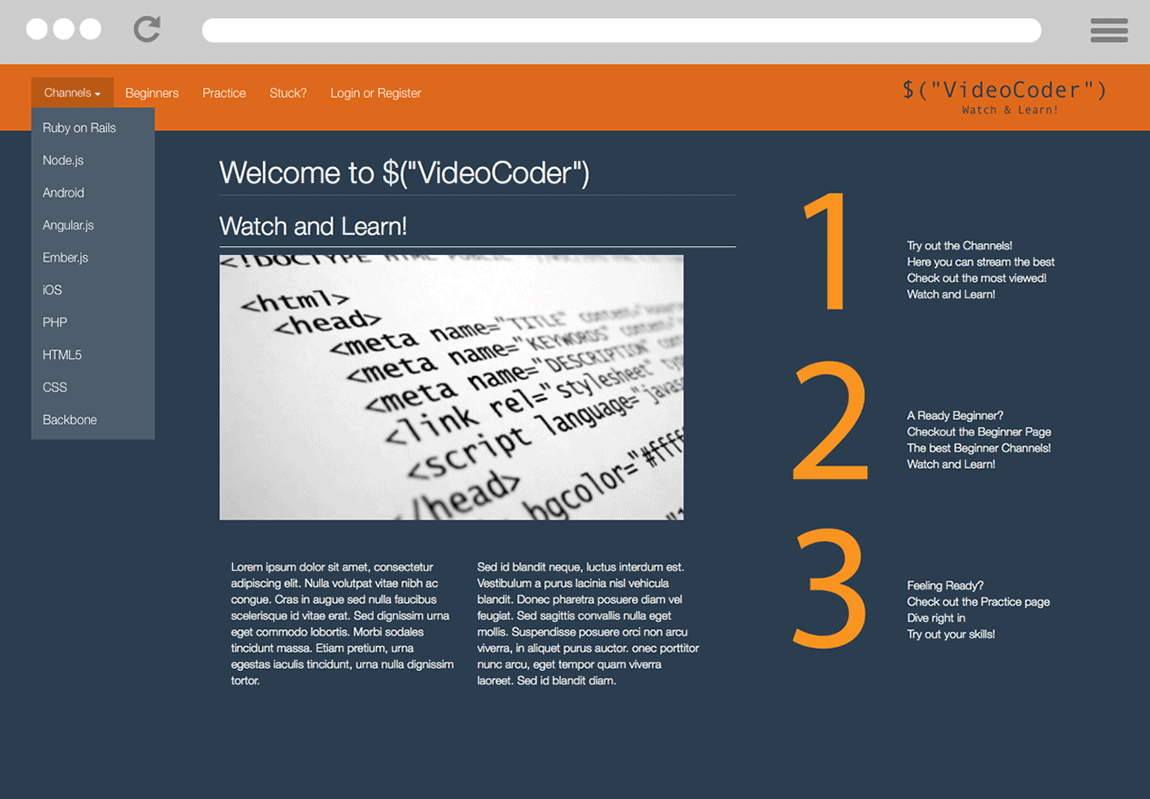 Channels
Beginners
Practice
Stuck?
Login or Register
$("VideoCoder")
Watch & Learn!
Ruby on Rails
Node.js
Android
Angular.js
Ember.js
iOS
PHP
HTML5
CSS
Backbone
Welcome to $("VideoCoder")
Watch and Learn!
<!DOCTYPE HTML PUBLIC
<html>
<head>
<meta name="TITLE" content=
<meta name="KEYWORDS" content=
<meta name="DESCRIPTION"
<link rel="stylesheet"
<script language="javas
</head>
bgcolor="#ffff
Lorem ipsum dolor sit amet, consectetur
adipiscing elit. Nulla volutpat vitae nibh ac
congue. Cras in augue sed nulla faucibus
scelerisque id vitae erat. Sed dignissim urna
eget commodo lobortis. Morbi sodales
tincidunt massa. Etiam pretium, urna
egestas iaculis tincidunt, urna nulla dignissim
tortor.
Sed id blandit neque, luctus interdum est.
Vestibulum a purus lacinia nisl vehicula
blandit. Donec pharetra posuere diam vel
feugiat. Sed sagittis convallis nulla eget
mollis. Suspendisse posuere orci non arcu
viverra, in aliquet purus auctor. onec porttitor
nunc arcu, eget tempor quam viverra
laoreet. Sed id blandit diam.
1
Try out the Channels!
Here you can stream the best
Check out the most viewed!
Watch and Learn!
2
A Ready Beginner?
Checkout the Beginner Page
The best Beginner Channels!
Watch and Learn!
3
Feeling Ready?
Check out the Practice page
Dive right in
Try out your skills!